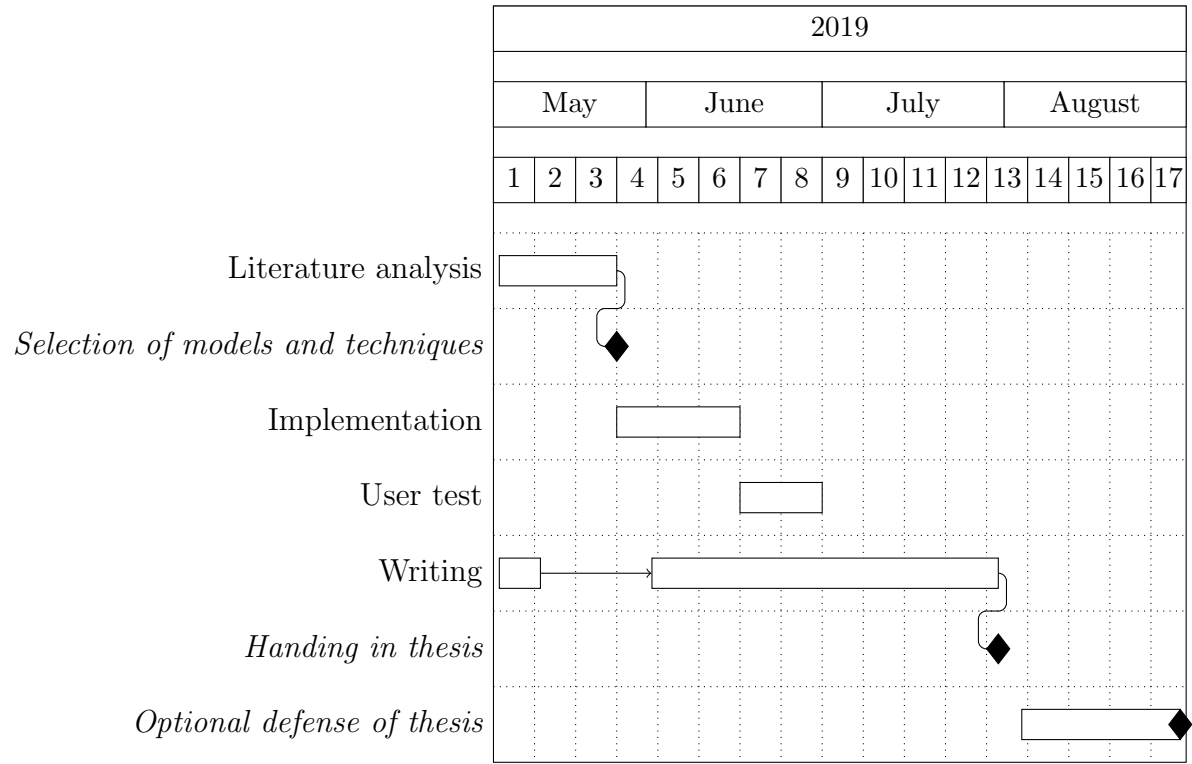 2019
May June July August
1 2 3 4 5 6 7 8 9 10 11 12 13 14 15 16 17
Literature analysis
Selection of models and techniques
Implementation
User test
Writing
Handing in thesis
Optional defense of thesis